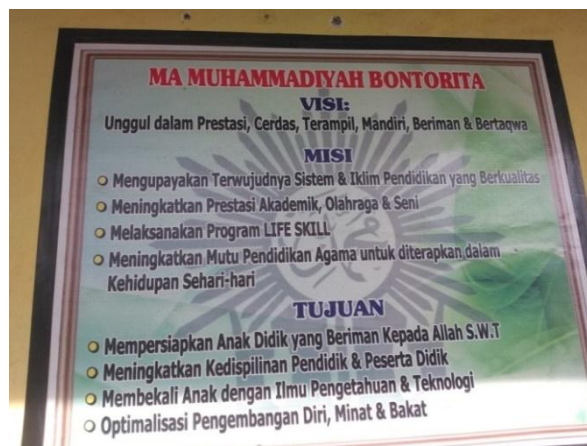 MA MUHAMMADIYAH BONTORITA
VISI:
Unggul dalam Prestasi, Cerdas, Terampil, Mandiri, Beriman & Bertaqwa
MISI
Mengupayakan Terwujudnya Sistem & Iklim Pendidikan yang Berkualitas
Meningkatkan Prestasi Akademik, Olahraga & Seni
Melaksanakan Program LIFE SKILL
Meningkatkan Mutu Pendidikan Agama untuk diterapkan dalam
Kehidupan Sehari-hari
TUJUAN
Mempersiapkan Anak Didik yang Beriman Kepada Allah S.W.T
Meningkatkan Kedispilinan Pendidik & Peserta Didik
Membekali Anak dengan Ilmu Pengetahuan & Teknologi
Optimalisasi Pengembangan Diri, Minat & Bakat